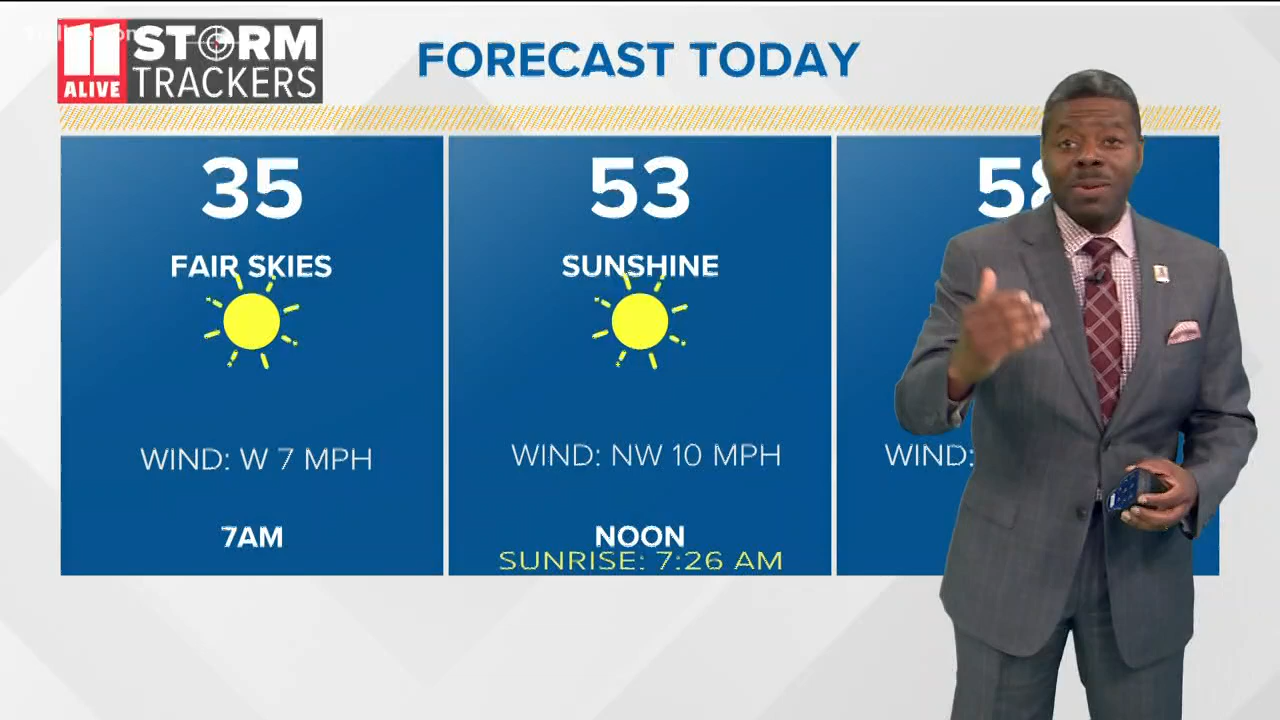 11 ALIVE STORM TRACKERS
FORECAST TODAY
35
FAIR SKIES
WIND: W 7 MPH
7AM
53
SUNSHINE
WIND: NW 10 MPH
NOON
SUNRISE: 7:26 AM
58
WIND: